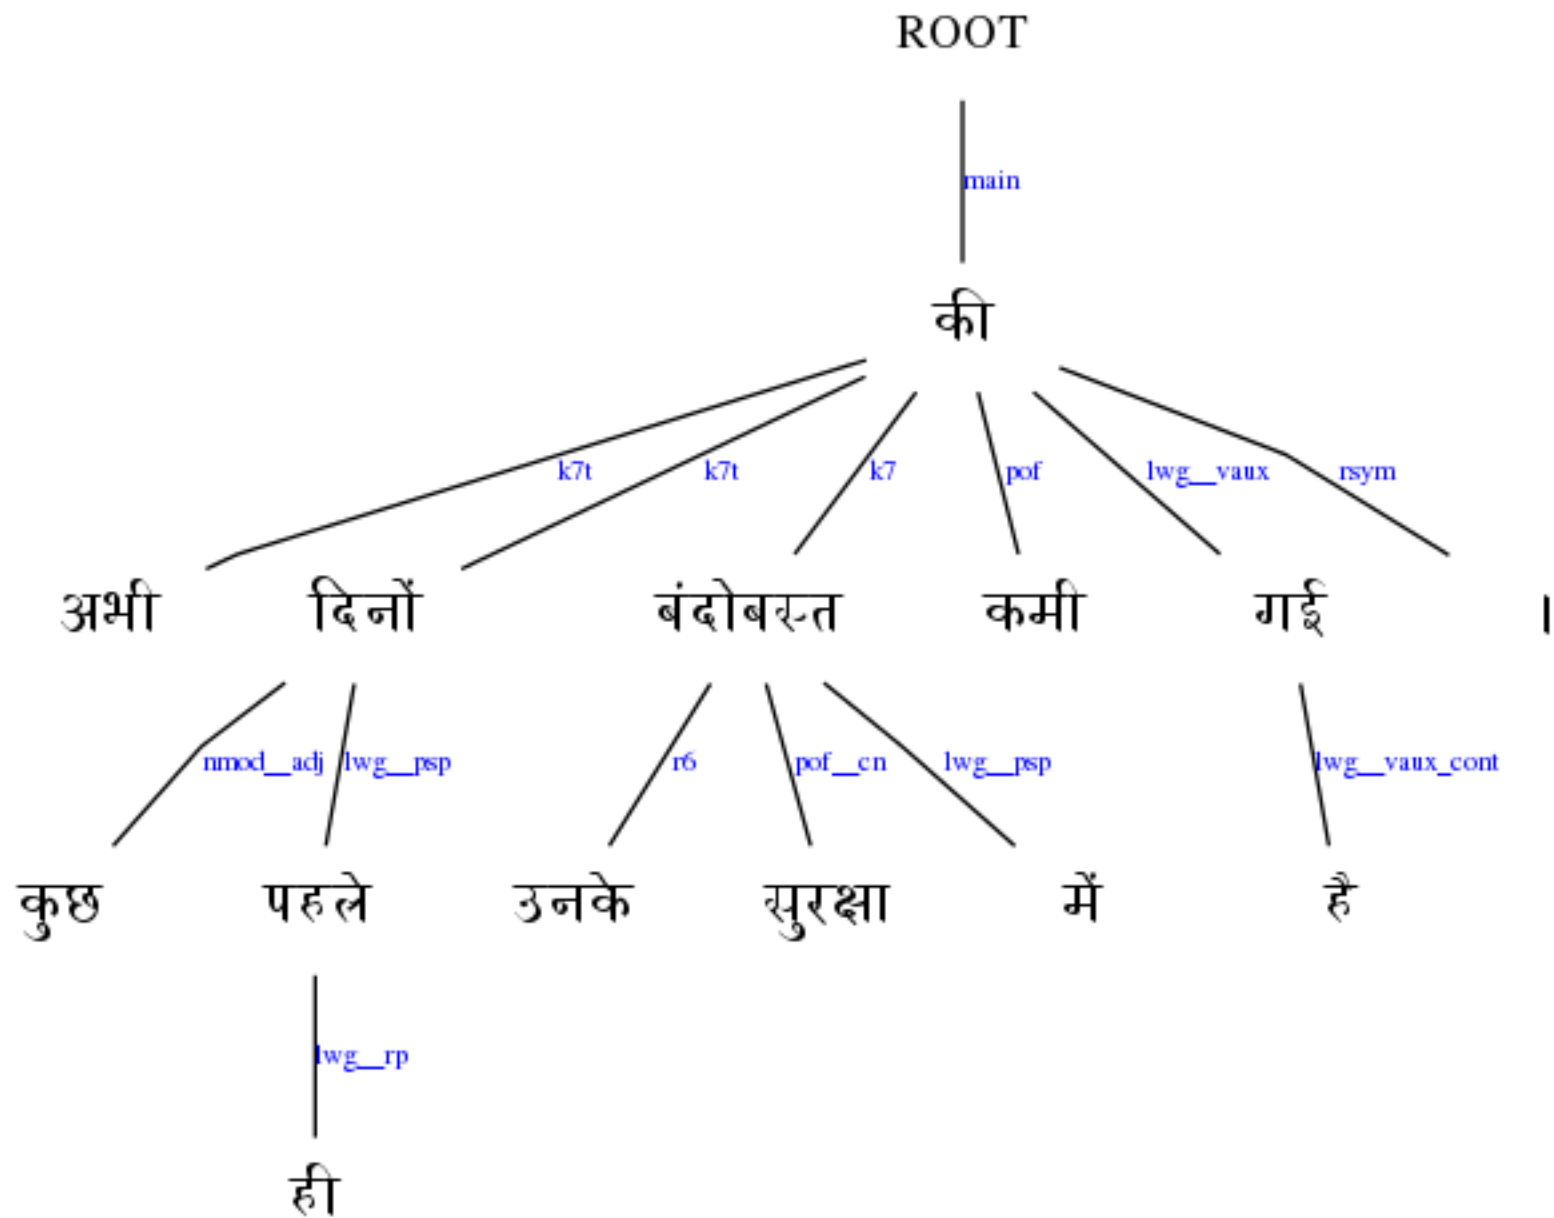 ROOT
main
की
k7t k7t k7 pof lwg__vaux rsym
अभी दिनों बंदोबस्त कमी गई ।
nmod__adj lwg__psp r6 pof__cn lwg__psp lwg__vaux_cont
कुछ पहले उनके सुरक्षा में है
lwg__rp
ही